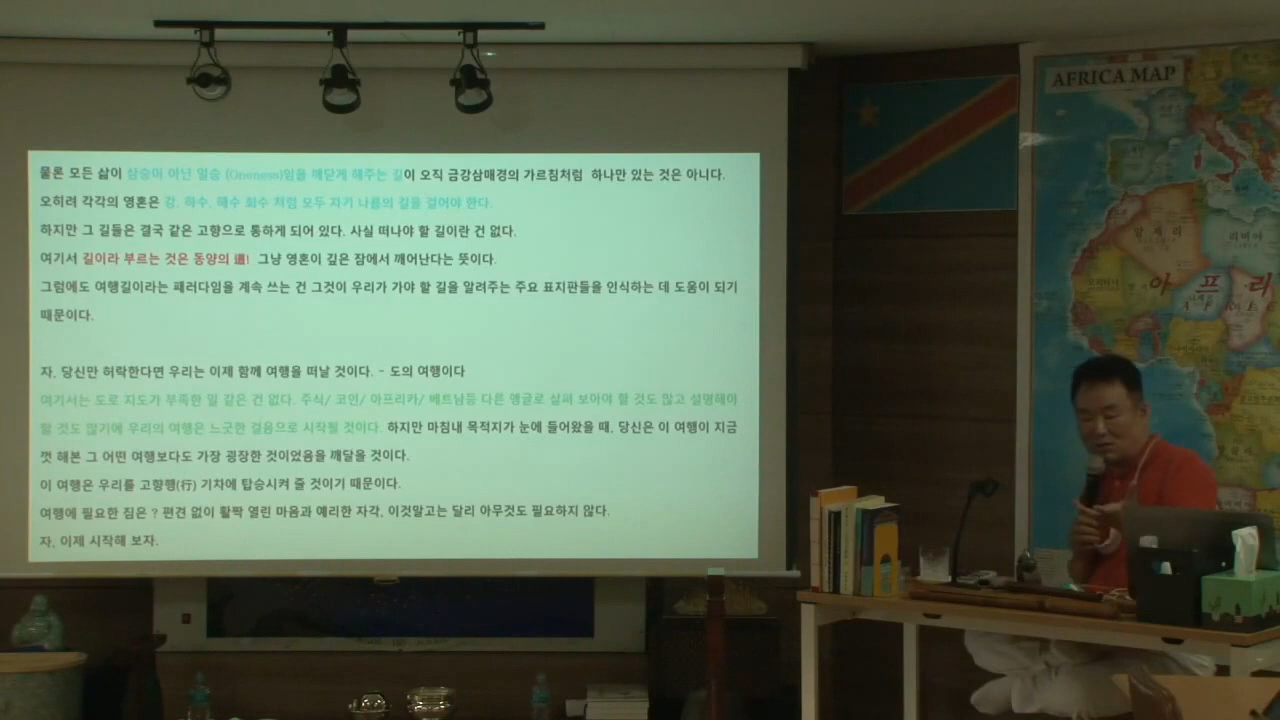 물론 모든 삶이 삼승이 아닌 일승 (Oneness)임을 깨닫게 해주는 길이 오직 금강삼매경의 가르침처럼 하나만 있는 것은 아니다.
오히려 각각의 영혼은 강, 하수, 해수 회수 처럼 모두 자기 나름의 길을 걸어야 한다.
하지만 그 길들은 결국 같은 고향으로 통하게 되어 있다. 사실 떠나야 할 길이란 건 없다.
여기서 길이라 부르는 것은 동양의 道! 그냥 영혼이 깊은 잠에서 깨어난다는 뜻이다.
그럼에도 여행길이라는 패러다임을 계속 쓰는 건 그것이 우리가 가야 할 길을 알려주는 주요 표지판들을 인식하는 데 도움이 되기
때문이다.
자, 당신만 허락한다면 우리는 이제 함께 여행을 떠날 것이다. - 도의 여행이다
여기서는 도로 지도가 부족한 일 같은 건 없다. 주식/ 코인/ 아프리카/ 베트남등 다른 앵글로 살펴 보아야 할 것도 많고 설명해야
할 것도 많기에 우리의 여행은 느긋한 걸음으로 시작될 것이다. 하지만 마침내 목적지가 눈에 들어왔을 때, 당신은 이 여행이 지금
껏 해본 그 어떤 여행보다도 가장 굉장한 것이었음을 깨달을 것이다.
이 여행은 우리를 고향행(行) 기차에 탑승시켜 줄 것이기 때문이다.
여행에 필요한 짐은 ? 편견 없이 활짝 열린 마음과 예리한 자각, 이것말고는 달리 아무것도 필요하지 않다.
자, 이제 시작해 보자.
AFRICA MAP
알제리
리비아
아프리